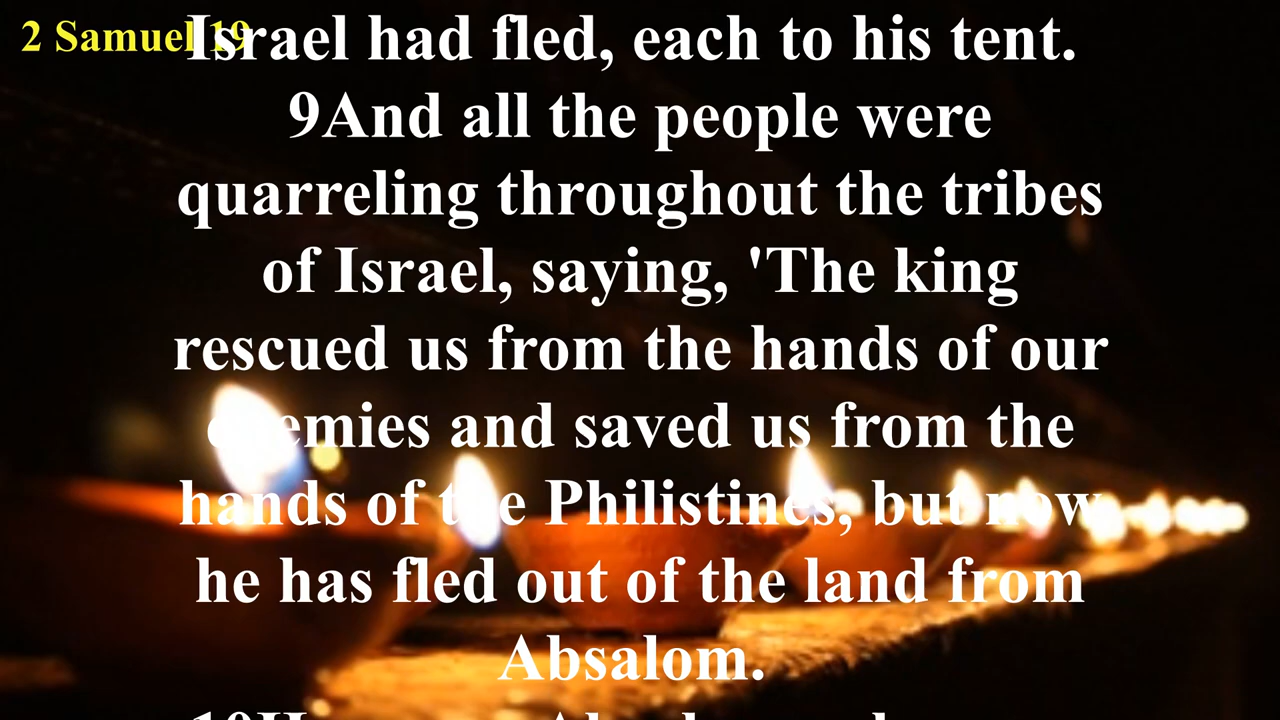 2 Samuel 19
Israel had fled, each to his tent.
9And all the people were
quarreling throughout the tribes
of Israel, saying, 'The king
rescued us from the hands of our
enemies and saved us from the
hands of the Philistines, but now
he has fled out of the land from
Absalom.